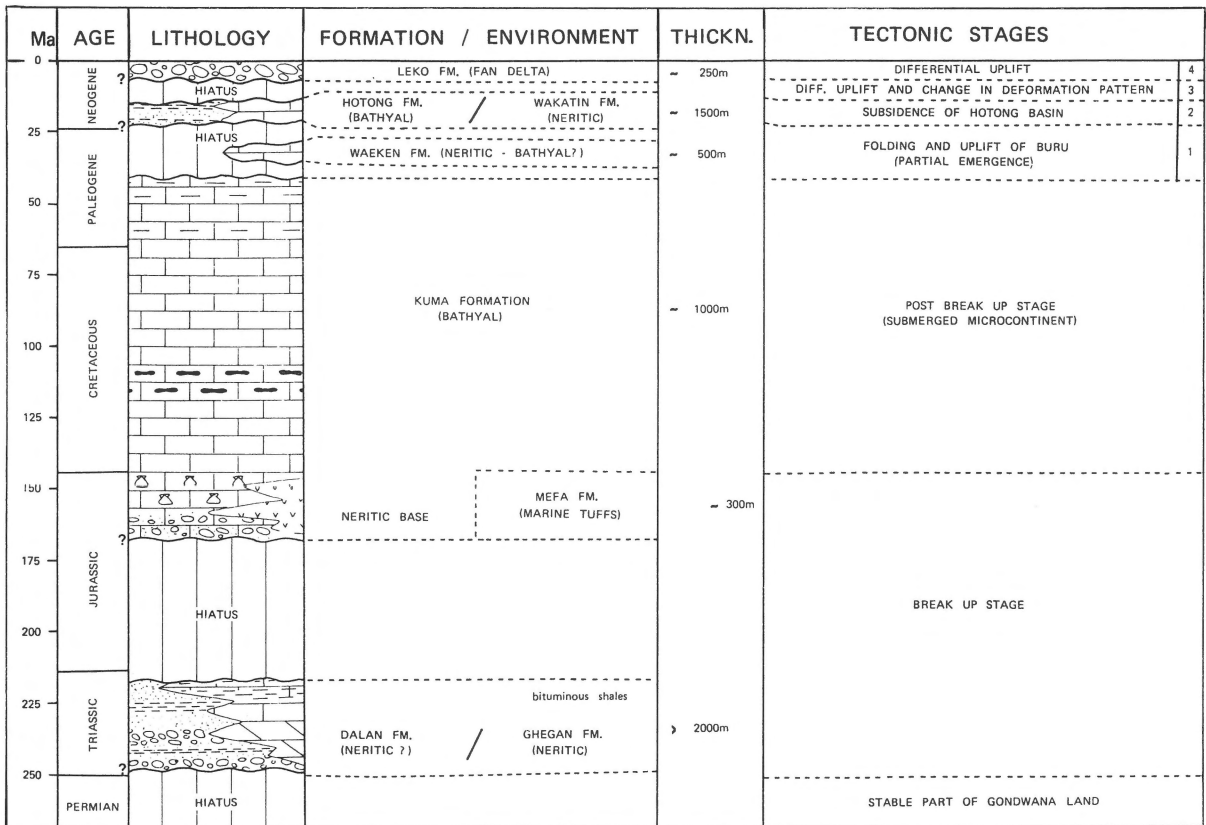 Ma AGE LITHOLOGY FORMATION / ENVIRONMENT THICKN. TECTONIC STAGES
0
NEOGENE
?
LEKO FM. (FAN DELTA)
~ 250m
DIFFERENTIAL UPLIFT
4
HIATUS
DIFF. UPLIFT AND CHANGE IN DEFORMATION PATTERN
3
HOTONG FM. / WAKATIN FM.
(BATHYAL) (NERITIC)
~ 1500m
SUBSIDENCE OF HOTONG BASIN
2
?
25
HIATUS
WAEKEN FM. (NERITIC - BATHYAL?)
~ 500m
FOLDING AND UPLIFT OF BURU
(PARTIAL EMERGENCE)
1
PALEOGENE
50
75
CRETACEOUS
KUMA FORMATION
(BATHYAL)
~ 1000m
POST BREAK UP STAGE
(SUBMERGED MICROCONTINENT)
100
125
150
MEFA FM.
(MARINE TUFFS)
~ 300m
NERITIC BASE
?
175
JURASSIC
HIATUS
BREAK UP STAGE
200
TRIASSIC
bituminous shales
225
DALAN FM. / GHEGAN FM.
(NERITIC ?) (NERITIC)
> 2000m
?
250
PERMIAN
HIATUS
STABLE PART OF GONDWANA LAND